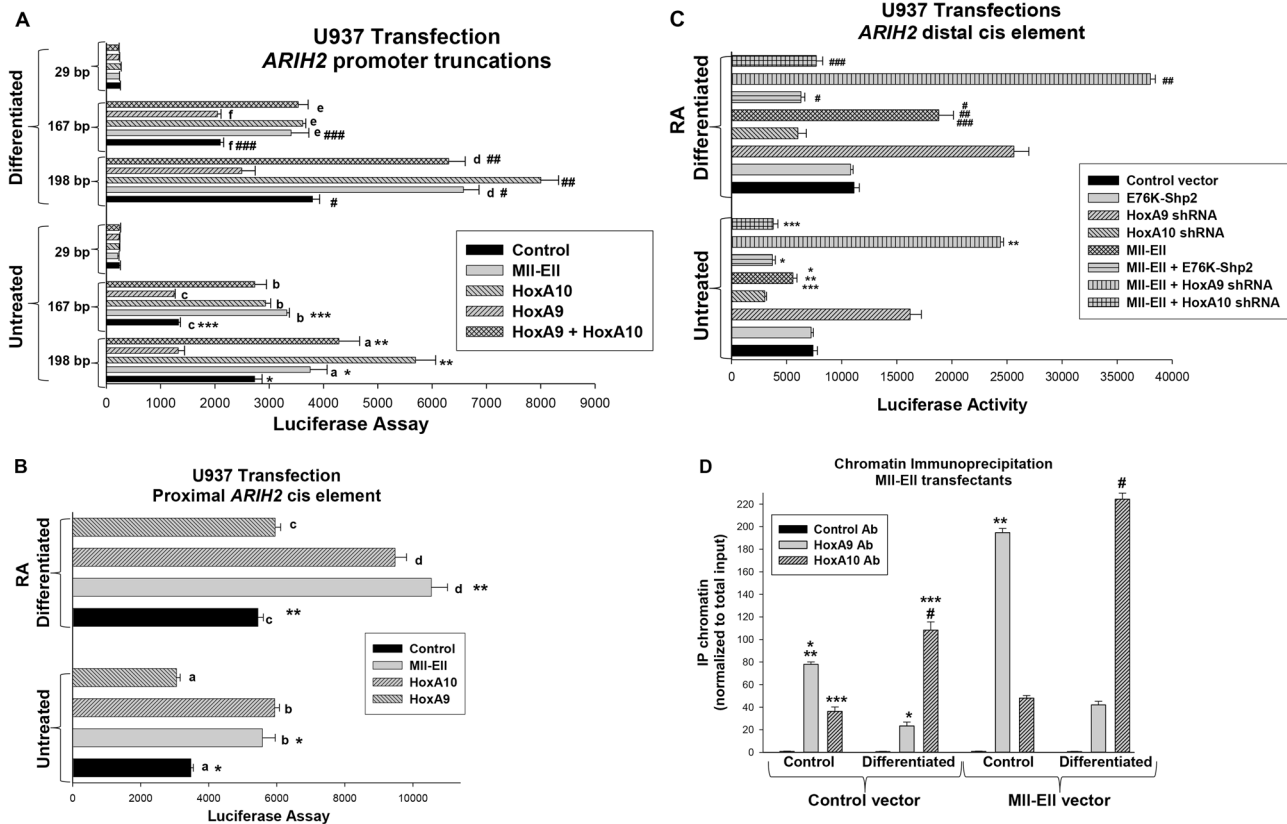 A
U937 Transfection
ARIH2 promoter truncations
Differentiated
29 bp
167 bp
e
f
e
e ###
f ###
198 bp
d ##
##
d #
#
Untreated
29 bp
167 bp
b
c
b
b ***
c ***
198 bp
a **
**
a *
*
Control
Mll-Ell
HoxA10
HoxA9
HoxA9 + HoxA10
0 1000 2000 3000 4000 5000 6000 7000 8000 9000
Luciferase Assay
B
U937 Transfection
Proximal ARIH2 cis element
RA
Differentiated
c
d
d **
c **
Untreated
a
b
b *
a *
Control
Mll-Ell
HoxA10
HoxA9
0 2000 4000 6000 8000 10000
Luciferase Assay
C
U937 Transfections
ARIH2 distal cis element
RA
Differentiated
###
##
#
#
##
###
Untreated
***
**
*
*
**
***
Control vector
E76K-Shp2
HoxA9 shRNA
HoxA10 shRNA
Mll-Ell
Mll-Ell + E76K-Shp2
Mll-Ell + HoxA9 shRNA
Mll-Ell + HoxA10 shRNA
0 5000 10000 15000 20000 25000 30000 35000 40000
Luciferase Activity
D
Chromatin Immunoprecipitation
Mll-Ell transfectants
Control Ab
HoxA9 Ab
HoxA10 Ab
IP chromatin
(normalized to total input)
220
200
180
160
140
120
100
80
60
40
20
0
*
**
***
*
***
#
**
#
Control Differentiated Control Differentiated
Control vector Mll-Ell vector